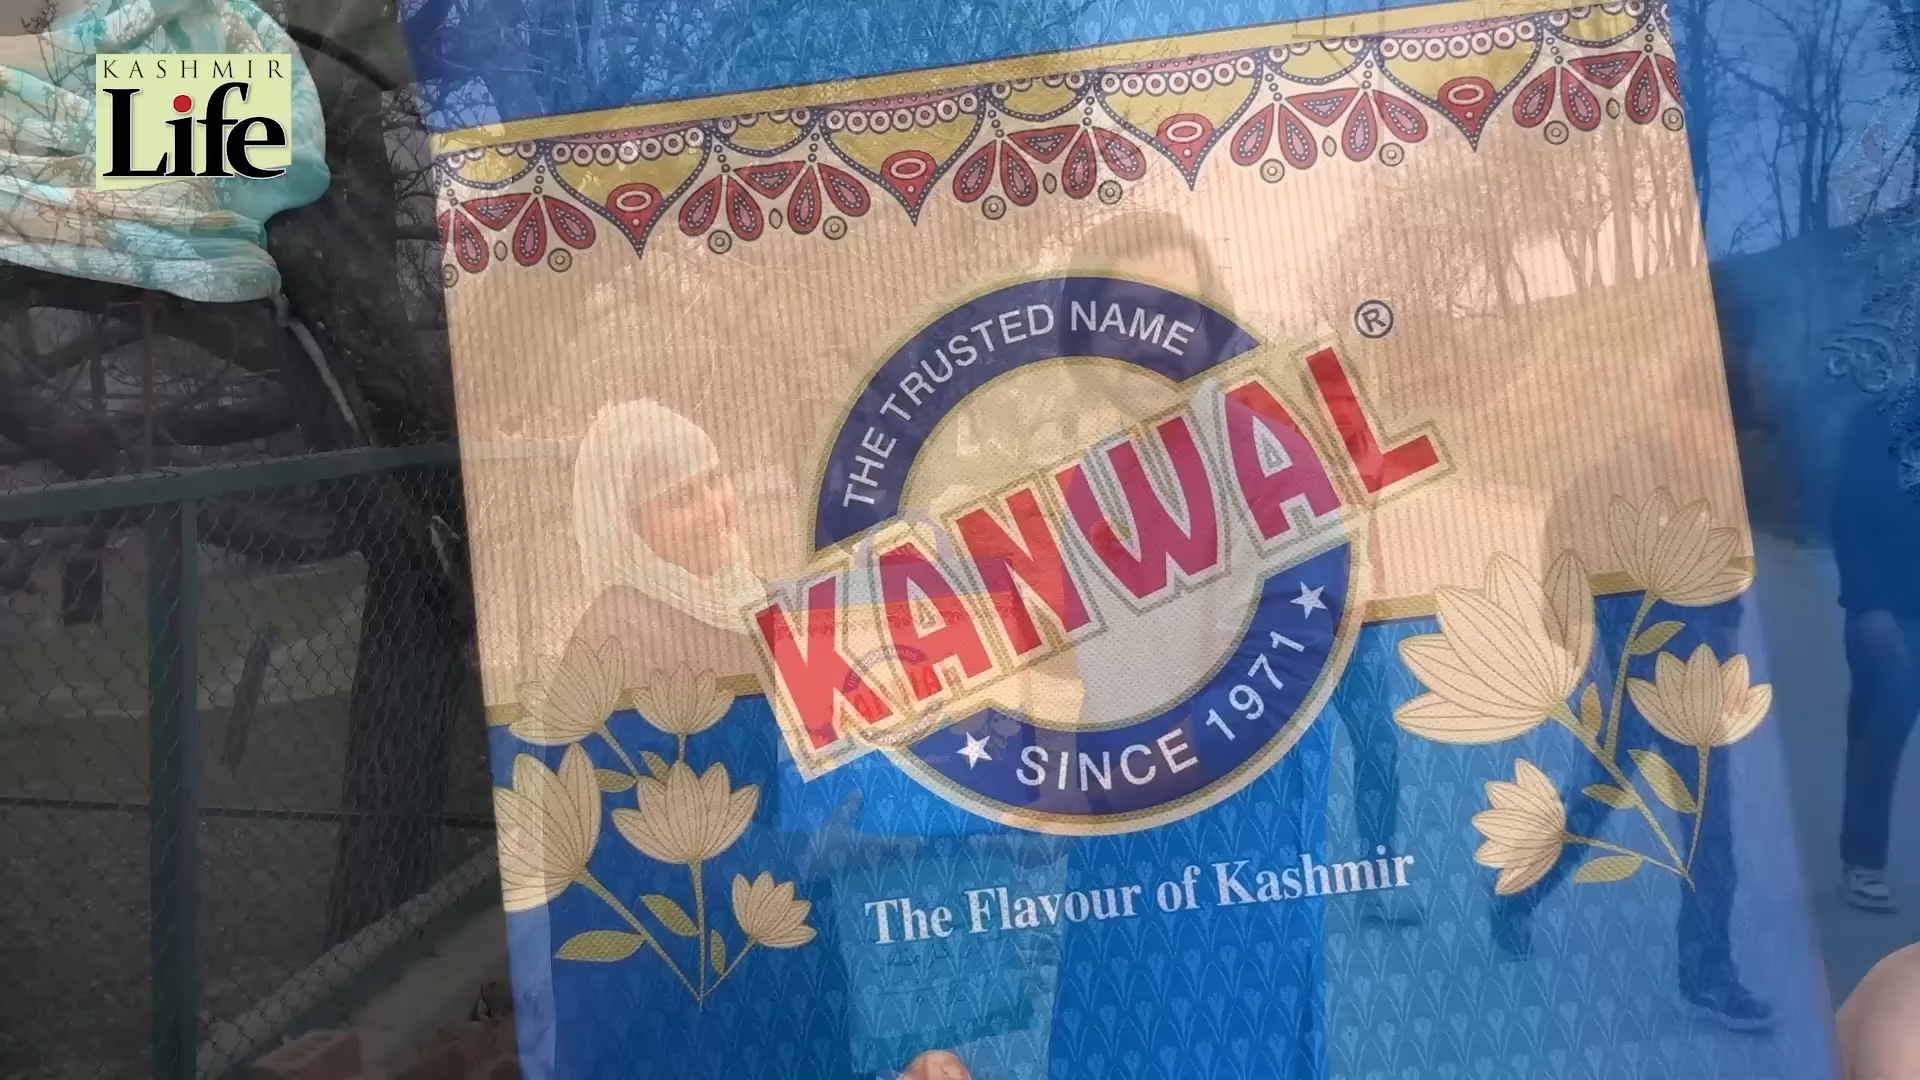 KASHMIR
Life
THE TRUSTED NAME
®
KANWAL
SINCE 1971
The Flavour of Kashmir